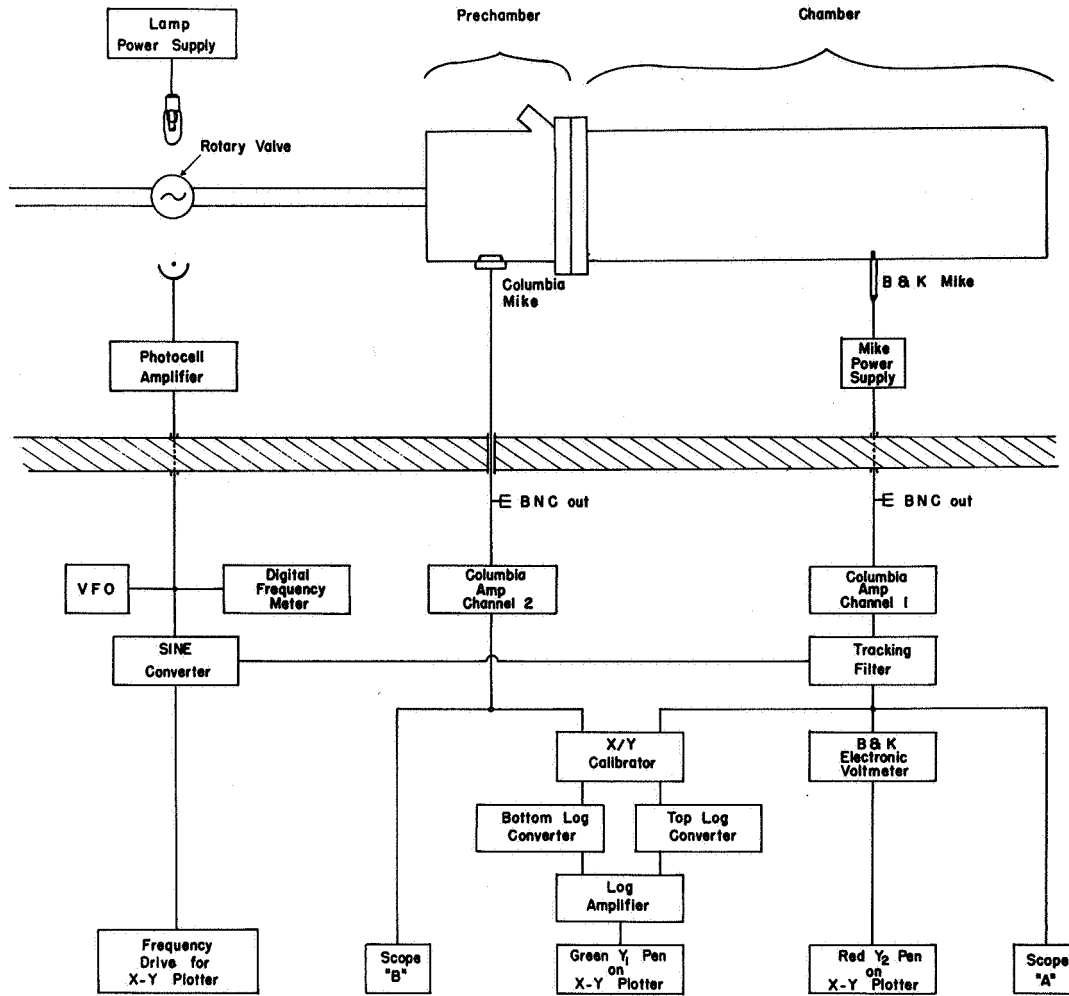 Lamp
Power Supply
Prechamber
Chamber
Rotary Valve
Columbia
Mike
B & K Mike
Photocell
Amplifier
Mike
Power
Supply
BNC out
BNC out
VFO
Digital
Frequency
Meter
Columbia
Amp
Channel 2
Columbia
Amp
Channel 1
SINE
Converter
Tracking
Filter
X/Y
Calibrator
B & K
Electronic
Voltmeter
Bottom Log
Converter
Top Log
Converter
Log
Amplifier
Frequency
Drive for
X-Y Plotter
Scope
"B"
Green Y₁ Pen
on
X-Y Plotter
Red Y₂ Pen
on
X-Y Plotter
Scope
"A"